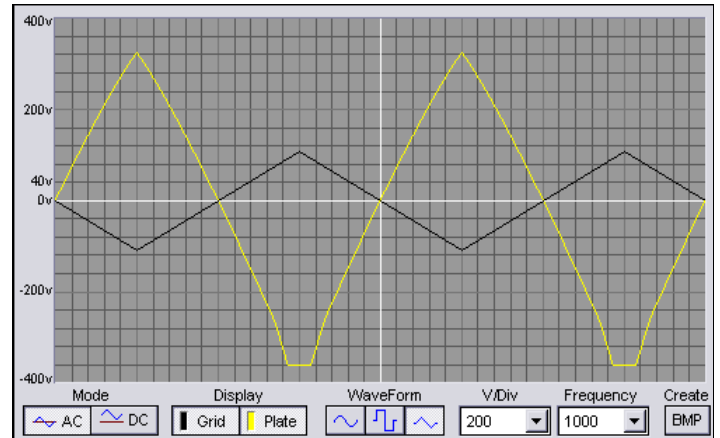 400v
200v
40v
0v
-200v
-400v
Mode Display WaveForm V/Div Frequency Create
AC DC Grid Plate 200 1000 BMP